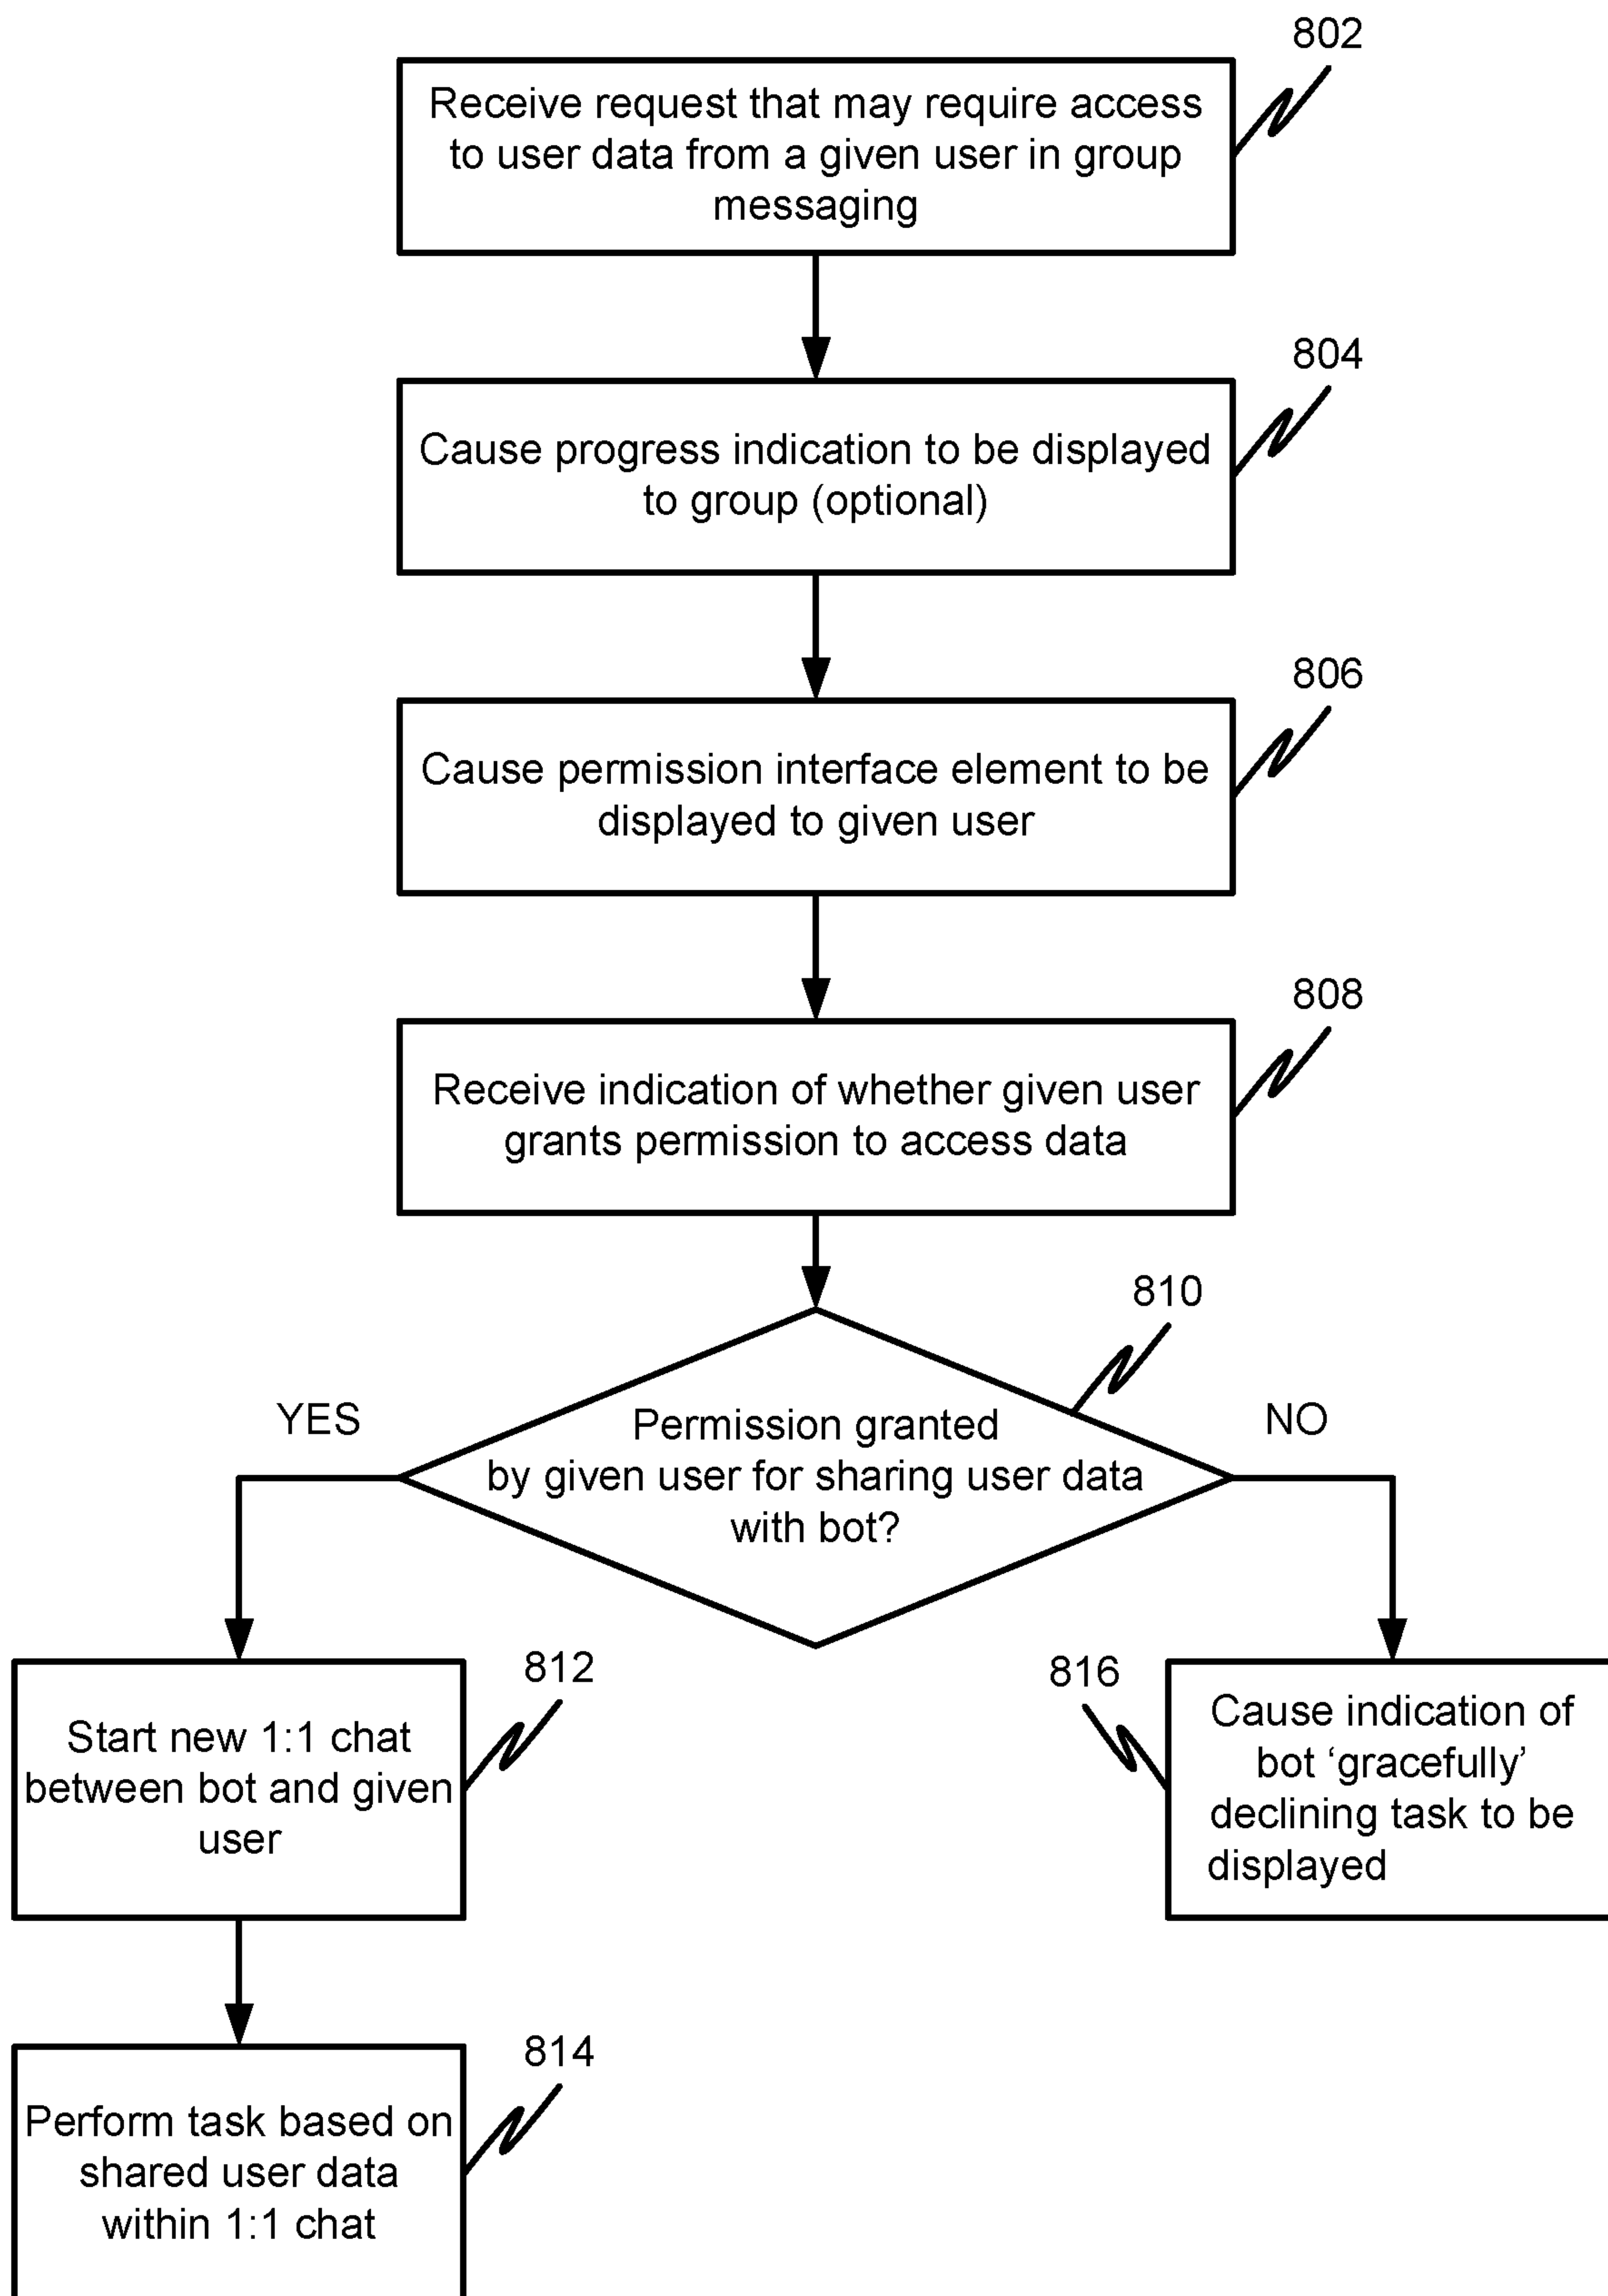 802
Receive request that may require access
to user data from a given user in group
messaging
804
Cause progress indication to be displayed
to group (optional)
806
Cause permission interface element to be
displayed to given user
808
Receive indication of whether given user
grants permission to access data
810
YES
NO
Permission granted
by given user for sharing user data
with bot?
812
Start new 1:1 chat
between bot and given
user
816
Cause indication of
bot ‘gracefully’
declining task to be
displayed
814
Perform task based on
shared user data
within 1:1 chat